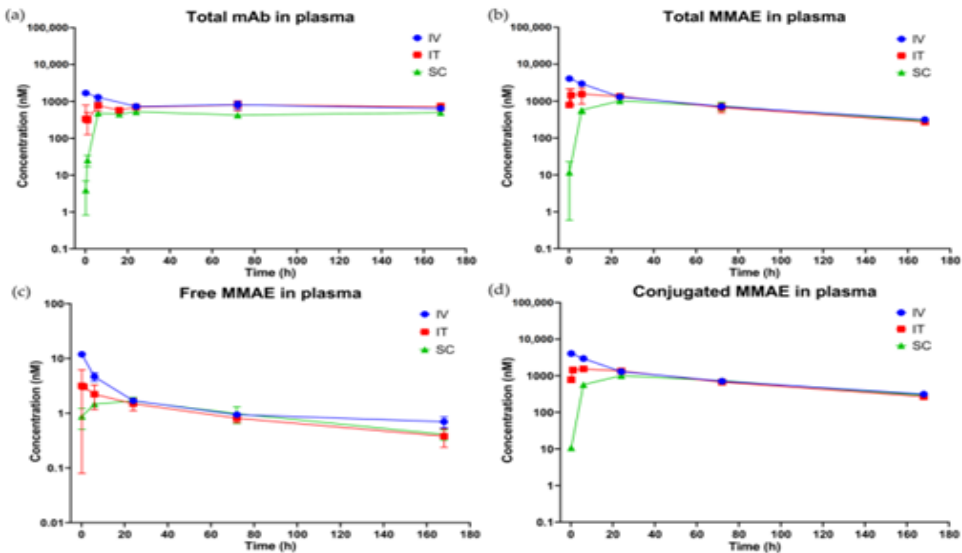 (a) Total mAb in plasma
100,000
10,000
1000
100
10
1
0.1
Concentration (nM)
0 20 40 60 80 100 120 140 160 180
Time (h)
IV
IT
SC
(b) Total MMAE in plasma
100,000
10,000
1000
100
10
1
0.1
Concentration (nM)
0 20 40 60 80 100 120 140 160 180
Time (h)
IV
IT
SC
(c) Free MMAE in plasma
100
10
1
0.1
0.01
Concentration (nM)
0 20 40 60 80 100 120 140 160 180
Time (h)
IV
IT
SC
(d) Conjugated MMAE in plasma
100,000
10,000
1000
100
10
1
0.1
Concentration (nM)
0 20 40 60 80 100 120 140 160 180
Time (h)
IV
IT
SC